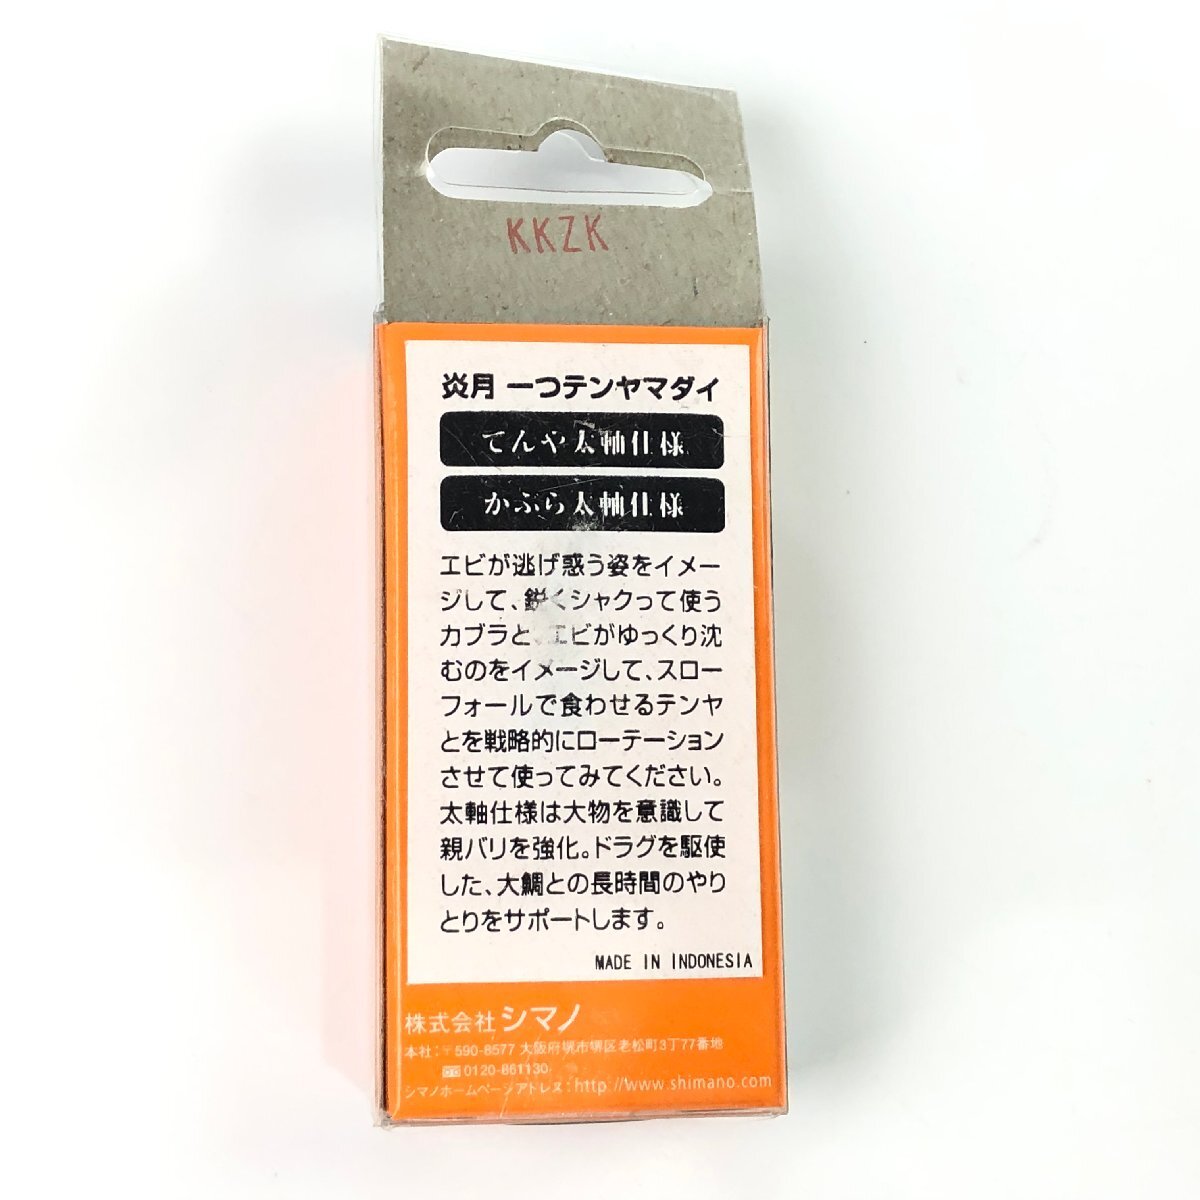 KKZK
炎月 一つテンヤマダイ
てんや太軸仕様
かぶら太軸仕様
エビが逃げ惑う姿をイメー
ジして、鋭くシャクって使う
カブラと、エビがゆっくり沈
むのをイメージして、スロー
フォールで食わせるテンヤ
とを戦略的にローテーション
させて使ってみてください。
太軸仕様は大物を意識して
親バリを強化。ドラグを駆使
した、大鯛との長時間のやり
とりをサポートします。
MADE IN INDONESIA
株式会社シマノ
本社:〒590-8577 大阪府堺市堺区老松町3丁77番地
0120-861130
シマノホームページアドレス:http://www.shimano.com